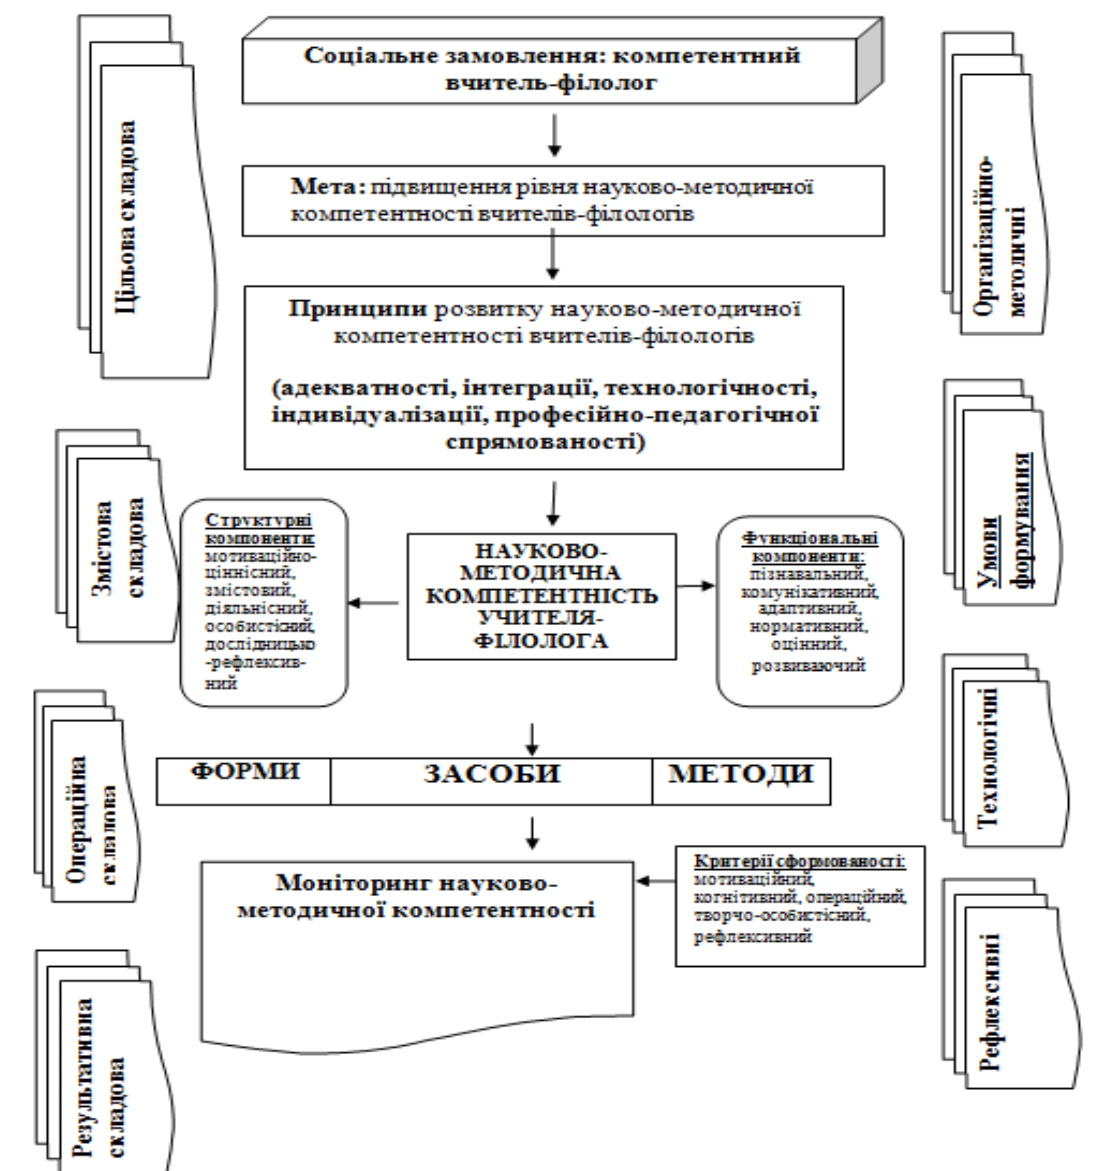 Соціальне замовлення: компетентний
вчитель-філолог
Мета: підвищення рівня науково-методичної
компетентності вчителів-філологів
Принципи розвитку науково-методичної
компетентності вчителів-філологів
(адекватності, інтеграції, технологічності,
індивідуалізації, професійно-педагогічної
спрямованості)
Цільова складова
Організаційно-
методичні
Змістова
складова
Структурні
компоненти:
мотиваційно-
ціннісний,
змістовий,
діяльнісний,
особистісний,
дослідницько
-рефлексив-
ний
НАУКОВО-
МЕТОДИЧНА
КОМПЕТЕНТНІСТЬ
УЧИТЕЛЯ-
ФІЛОЛОГА
Функціональні
компоненти:
пізнавальний,
комунікативний,
адаптивний,
нормативний,
оцінний,
розвиваючий
Умови
формування
Операційна
складова
ФОРМИ
ЗАСОБИ
МЕТОДИ
Технологічні
Моніторинг науково-
методичної компетентності
Критерії сформованості:
мотиваційний,
когнітивний, операційний,
творчо-особистісний,
рефлексивний
Результативна
складова
Рефлексивні